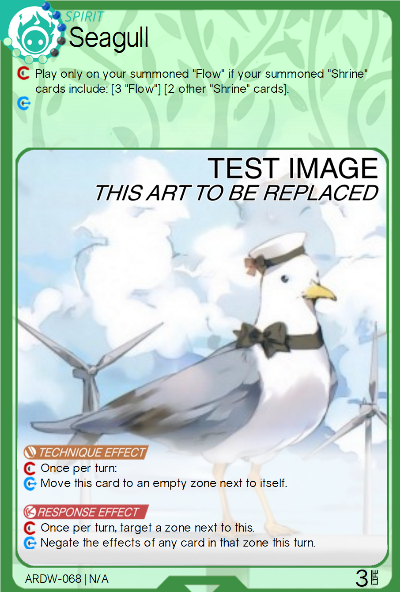 SPIRIT
Seagull
Play only on your summoned "Flow" if your summoned "Shrine"
cards include: [3 "Flow"] [2 other "Shrine" cards].
TEST IMAGE
THIS ART TO BE REPLACED
TECHNIQUE EFFECT
Once per turn:
Move this card to an empty zone next to itself.
RESPONSE EFFECT
Once per turn, target a zone next to this.
Negate the effects of any card in that zone this turn.
ARDW-068 | N/A
3 LIFE